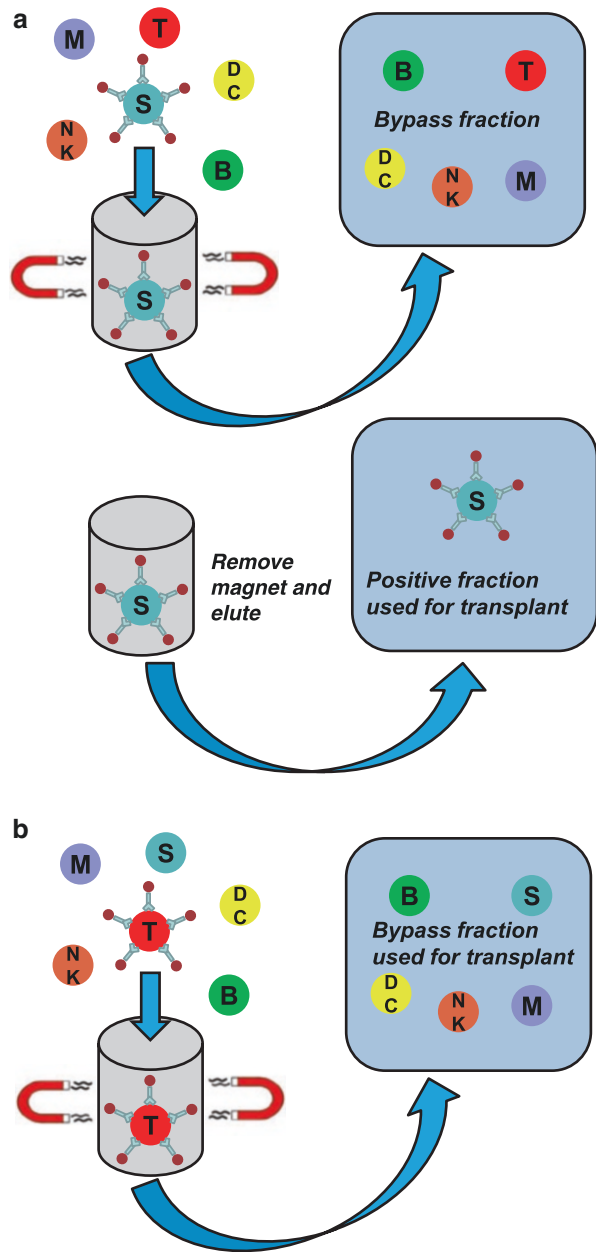 a
M
T
S
D
C
N
K
B
S
B
T
Bypass fraction
D
C
N
K
M
S
Remove
magnet and
elute
S
Positive fraction
used for transplant
b
M
S
T
D
C
N
K
B
T
B
S
Bypass fraction
used for transplant
D
C
N
K
M